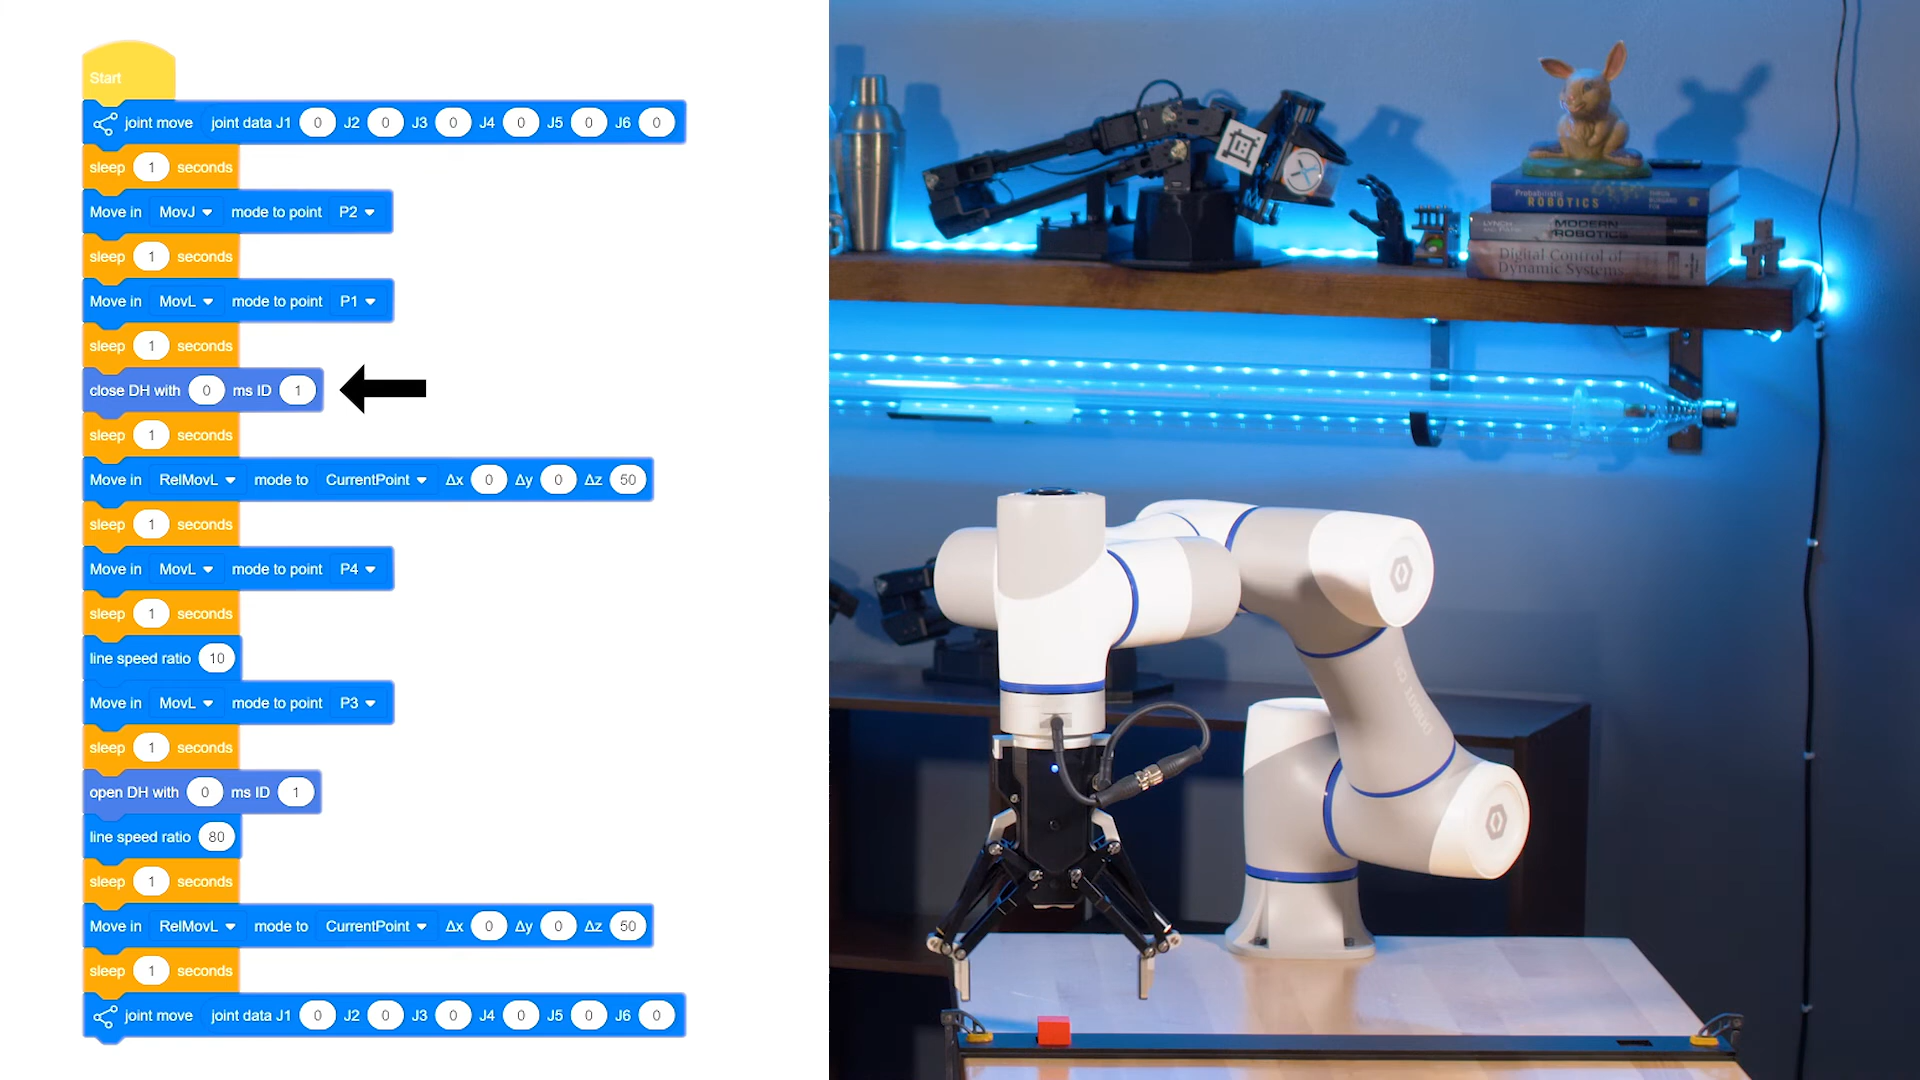 Start
joint move joint data J1 0 J2 0 J3 0 J4 0 J5 0 J6 0
sleep 1 seconds
Move in MovJ mode to point P2
sleep 1 seconds
Move in MovL mode to point P1
sleep 1 seconds
close DH with 0 ms ID 1
sleep 1 seconds
Move in RelMovL mode to CurrentPoint Δx 0 Δy 0 Δz 50
sleep 1 seconds
Move in MovL mode to point P4
sleep 1 seconds
line speed ratio 10
Move in MovL mode to point P3
sleep 1 seconds
open DH with 0 ms ID 1
line speed ratio 80
sleep 1 seconds
Move in RelMovL mode to CurrentPoint Δx 0 Δy 0 Δz 50
sleep 1 seconds
joint move joint data J1 0 J2 0 J3 0 J4 0 J5 0 J6 0
Probabilistic
ROBOTICS
LYNCH
MODERN
ROBOTICS
Digital Control of
Dynamic Systems